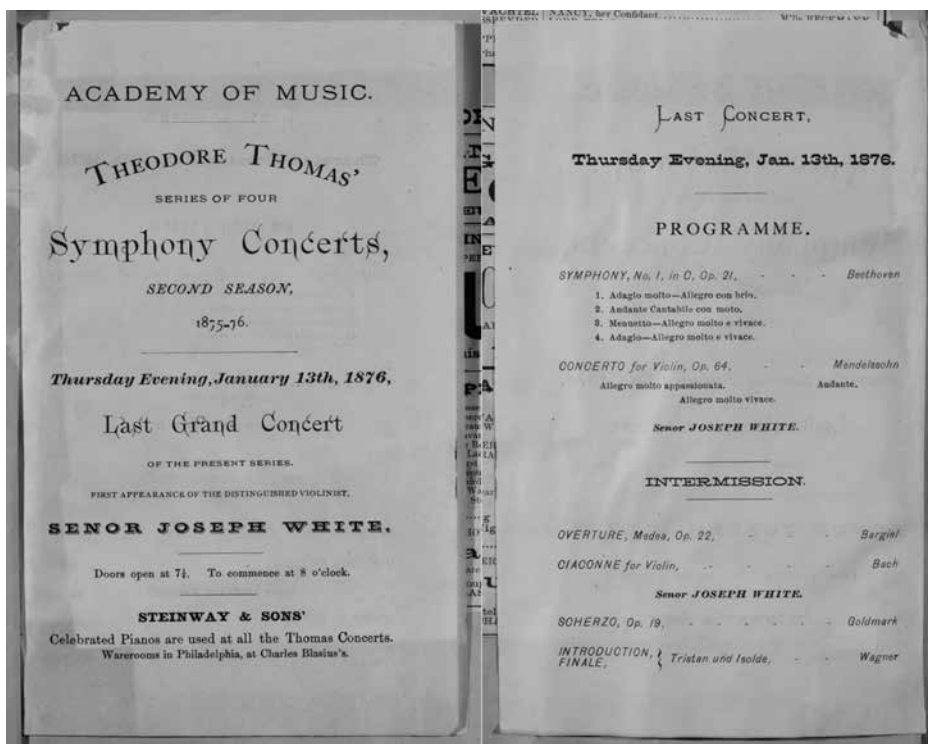 ACADEMY OF MUSIC.
THEODORE THOMAS'
SERIES OF FOUR
Symphony Concerts,
SECOND SEASON,
1875-76.
Thursday Evening, January 13th, 1876,
Last Grand Concert
OF THE PRESENT SERIES.
FIRST APPEARANCE OF THE DISTINGUISHED VIOLINIST,
SENOR JOSEPH WHITE.
Doors open at 7¼. To commence at 8 o'clock.
STEINWAY & SONS'
Celebrated Pianos are used at all the Thomas Concerts.
Warerooms in Philadelphia, at Charles Blasius's.
NANCY, her Confidant
LAST CONCERT,
Thursday Evening, Jan. 13th, 1876.
PROGRAMME.
SYMPHONY, No. 1, in C, Op. 21, - - - Beethoven
1. Adagio molto—Allegro con brio.
2. Andante Cantabile con moto.
3. Menuetto—Allegro molto e vivace.
4. Adagio—Allegro molto e vivace.
CONCERTO for Violin, Op. 64, - - - Mendelssohn
Allegro molto appassionata. Andante.
Allegro molto vivace.
Senor JOSEPH WHITE.
INTERMISSION.
OVERTURE, Medea, Op. 22, - - - Bargiel
CIACONNE for Violin, - - - - Bach
Senor JOSEPH WHITE.
SCHERZO, Op. 19, - - - - - Goldmark
INTRODUCTION, } Tristan und Isolde, - - Wagner
FINALE,